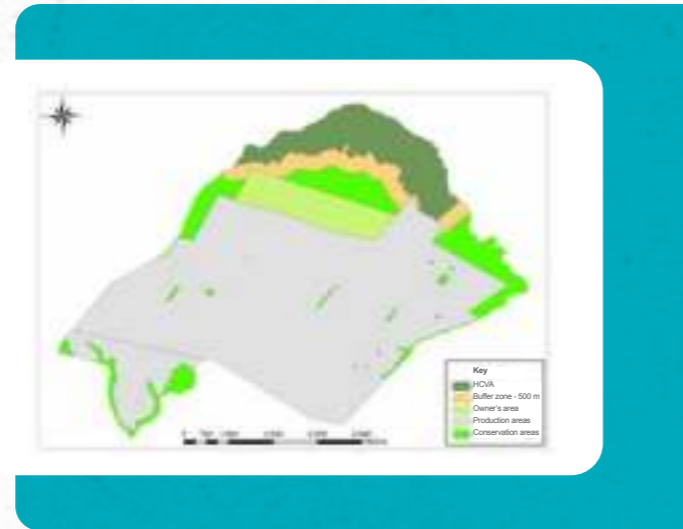 Key
HCVA
Buffer zone - 500 m
Owner's area
Production areas
Conservation areas